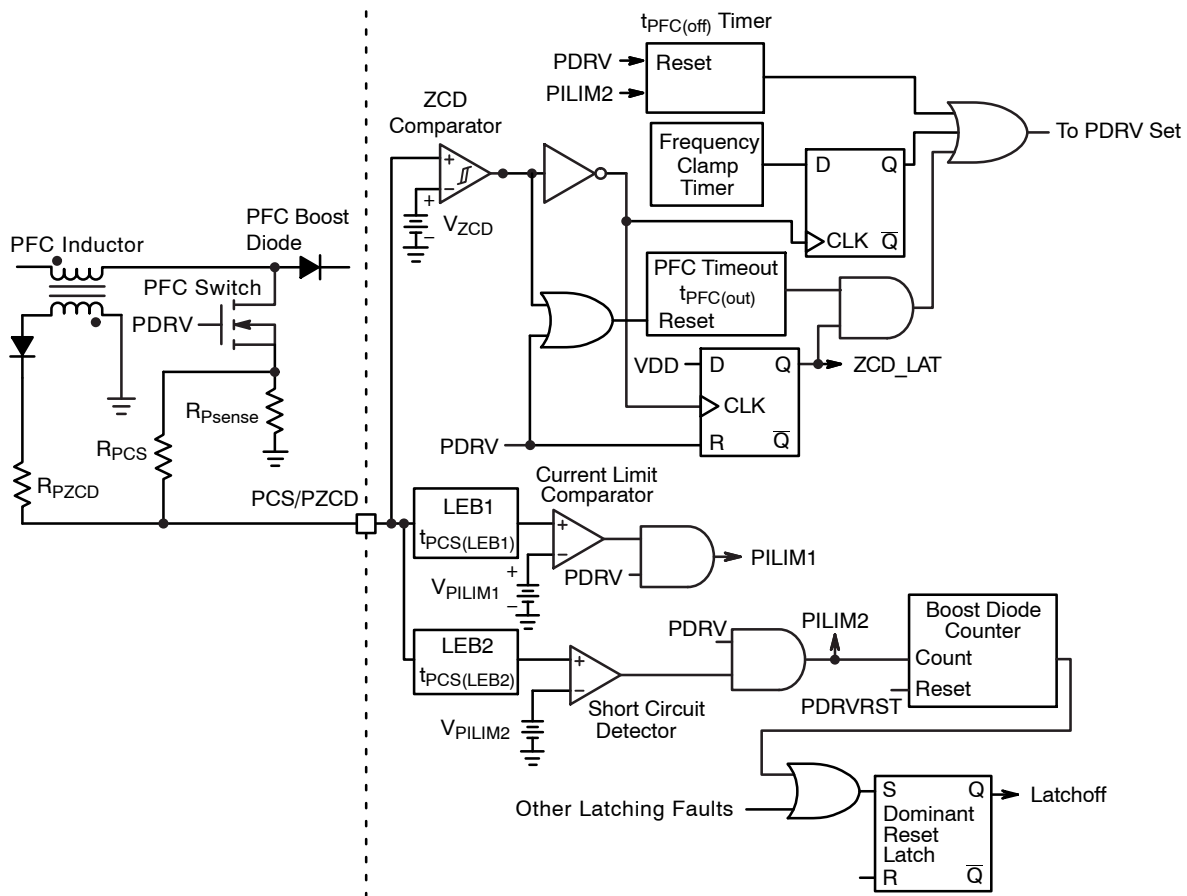 tPFC(off) Timer
PDRV
Reset
PILIM2
ZCD
Comparator
+
−
+
−
VZCD
Frequency
Clamp
Timer
D
Q
CLK
Q
To PDRV Set
PFC Timeout
tPFC(out)
Reset
VDD
D
Q
ZCD_LAT
CLK
R
Q
PDRV
PFC Inductor
PFC Boost
Diode
PFC Switch
PDRV
RPsense
RPCS
RPZCD
PCS/PZCD
LEB1
tPCS(LEB1)
Current Limit
Comparator
+
−
VPILIM1
+
−
PDRV
PILIM1
LEB2
tPCS(LEB2)
+
−
VPILIM2
Short Circuit
Detector
PDRV
PILIM2
Boost Diode
Counter
Count
Reset
PDRVRST
Other Latching Faults
S
Q
Dominant
Reset
Latch
R
Q
Latchoff